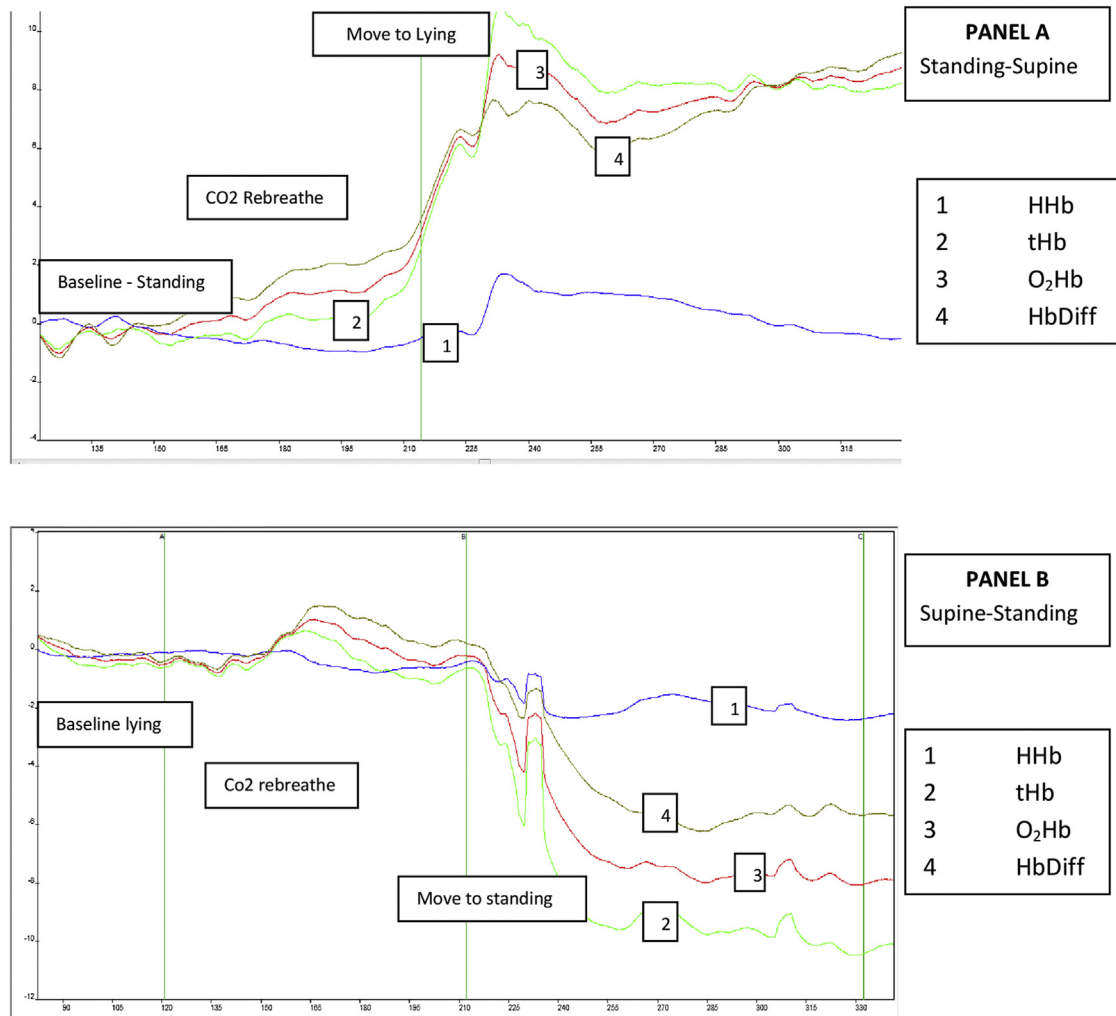 10
8
6
4
2
0
-2
-4
135
150
165
180
195
210
225
240
255
270
285
300
315
Move to Lying
CO2 Rebreathe
Baseline - Standing
3
4
2
1
PANEL A
Standing-Supine
1 HHb
2 tHb
3 O₂Hb
4 HbDiff
4
2
0
-2
-4
-6
-8
-10
-12
90
105
120
135
150
165
180
195
210
225
240
255
270
285
300
315
330
A
B
C
Baseline lying
Co2 rebreathe
Move to standing
1
4
3
2
PANEL B
Supine-Standing
1 HHb
2 tHb
3 O₂Hb
4 HbDiff